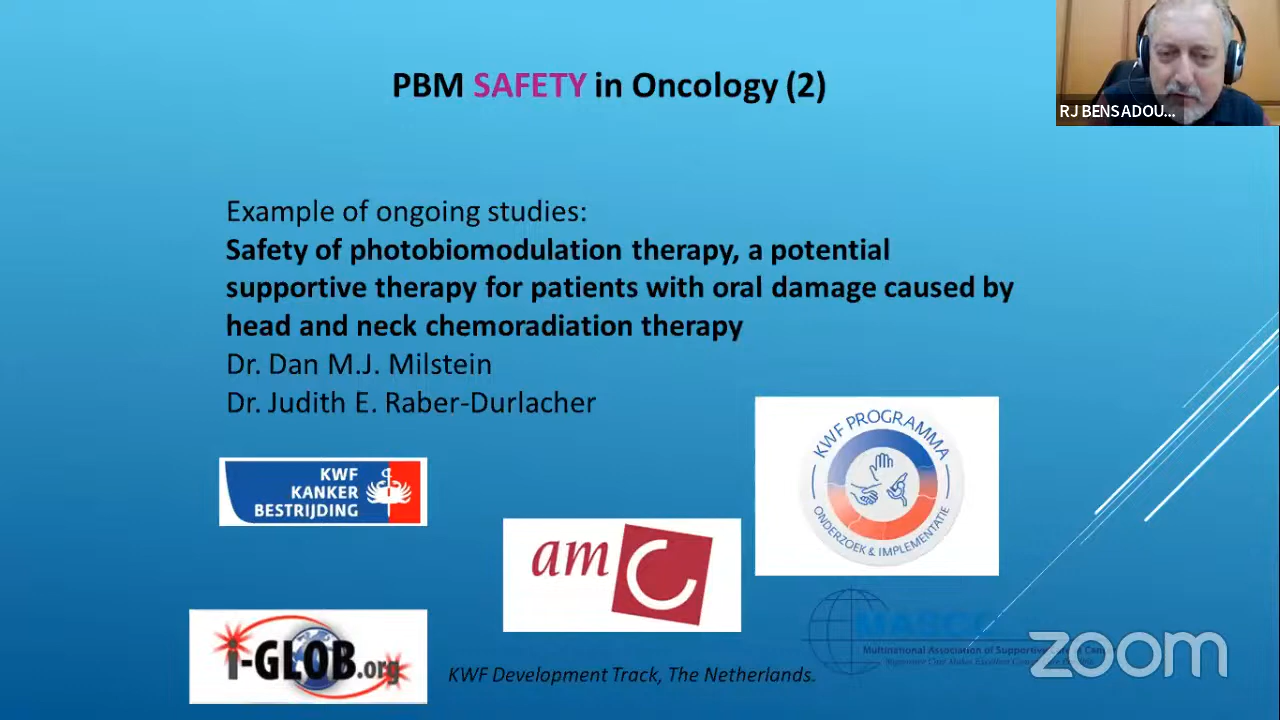 PBM SAFETY in Oncology (2)
RJ BENSADOU...
Example of ongoing studies:
Safety of photobiomodulation therapy, a potential
supportive therapy for patients with oral damage caused by
head and neck chemoradiation therapy
Dr. Dan M.J. Milstein
Dr. Judith E. Raber-Durlacher
KWF
KANKER
BESTRIJDING
KWF PROGRAMMA
ONDERZOEK & IMPLEMENTATIE
amc
i-GLOB.org
KWF Development Track, The Netherlands.
MASCC
Multinational Association of Supportive Care in Cancer
zoom